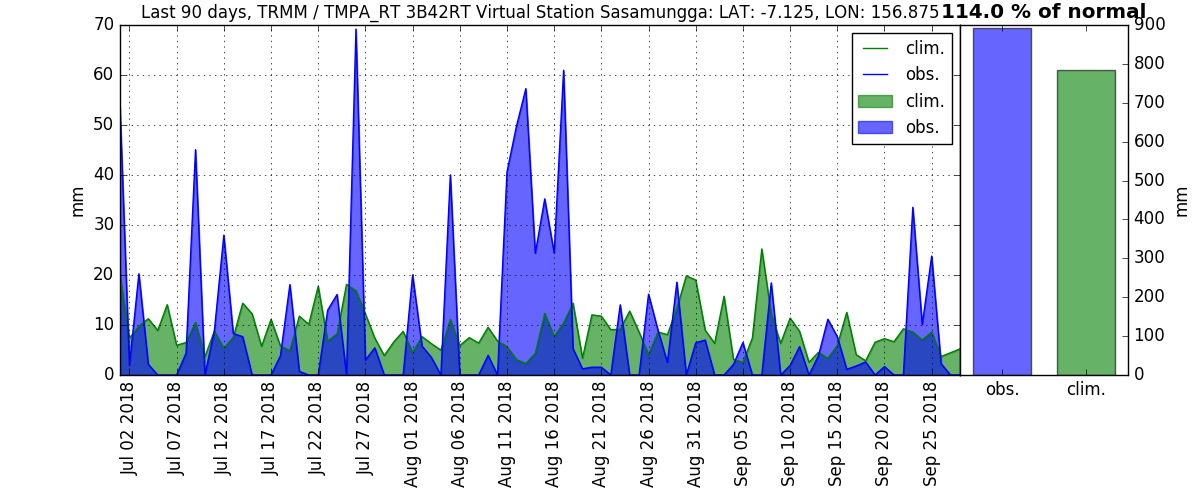 Last 90 days, TRMM / TMPA_RT 3B42RT Virtual Station Sasamungga: LAT: -7.125, LON: 156.875
114.0 % of normal
70
60
50
40
30
20
10
0
mm
clim.
obs.
clim.
obs.
900
800
700
600
500
400
300
200
100
0
mm
obs.
clim.
Jul 02 2018
Jul 07 2018
Jul 12 2018
Jul 17 2018
Jul 22 2018
Jul 27 2018
Aug 01 2018
Aug 06 2018
Aug 11 2018
Aug 16 2018
Aug 21 2018
Aug 26 2018
Aug 31 2018
Sep 05 2018
Sep 10 2018
Sep 15 2018
Sep 20 2018
Sep 25 2018